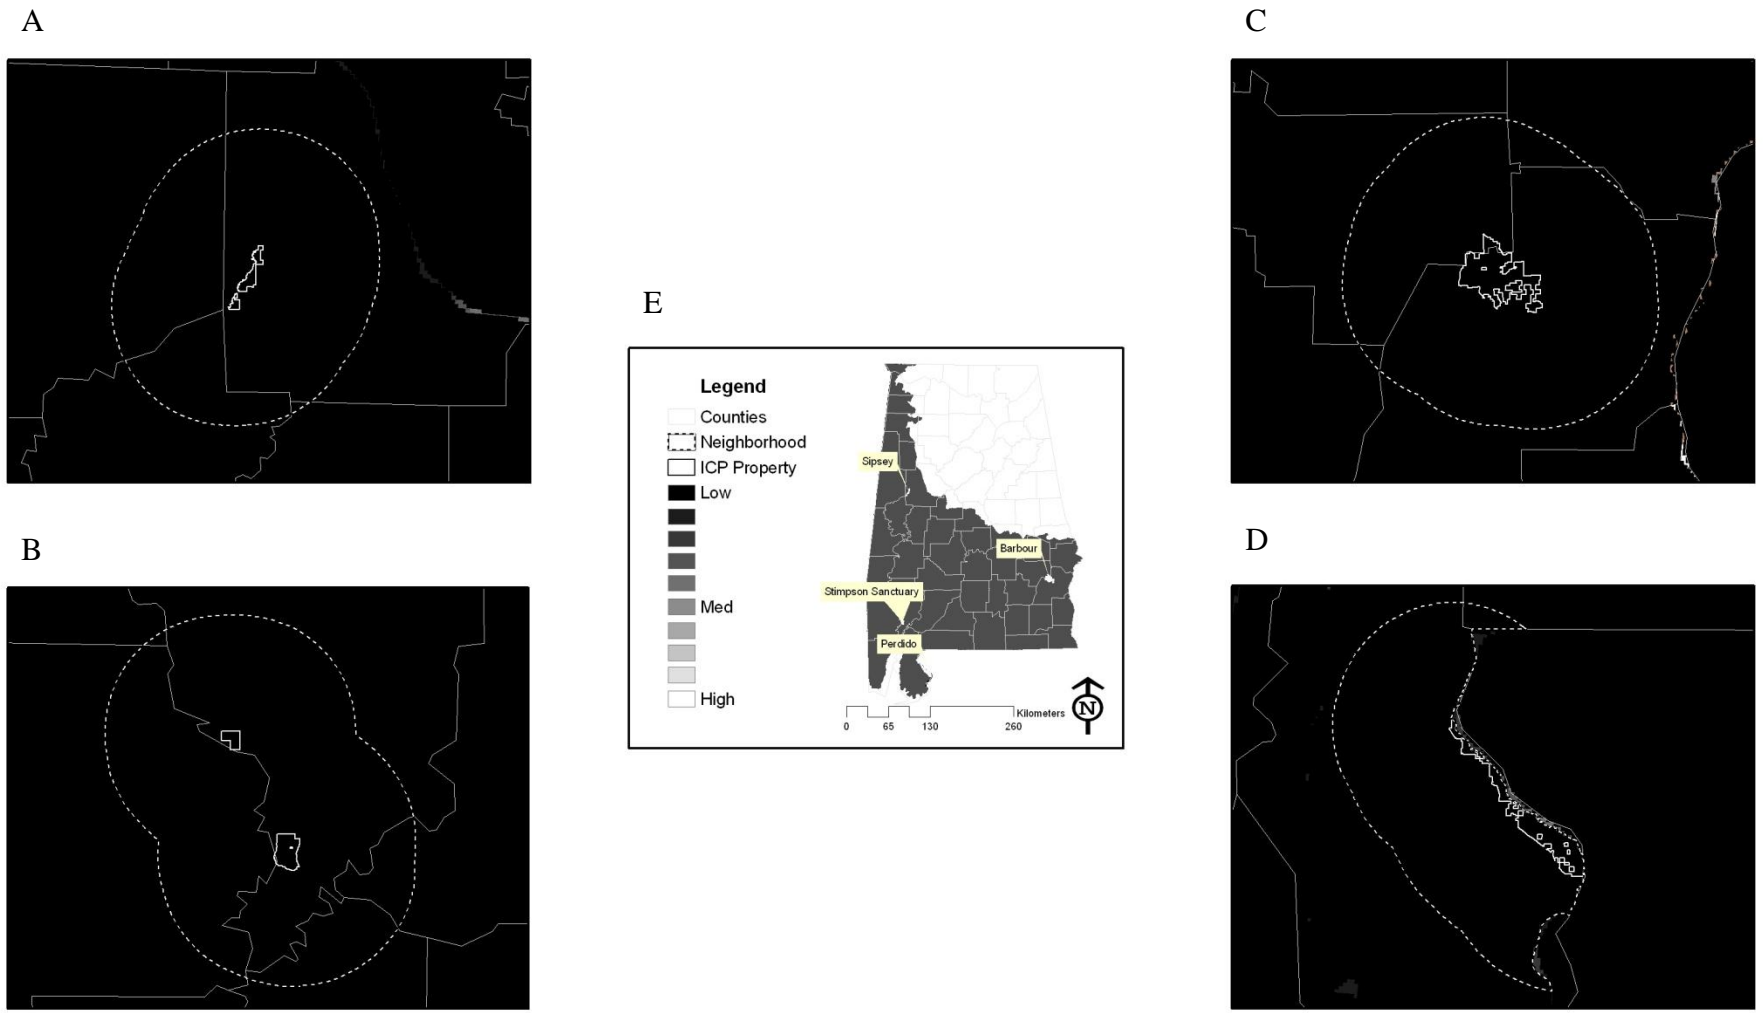 A
C
E
Legend
Counties
Neighborhood
ICP Property
Low
Med
High
Sipsey
Barbour
Stimpson Sanctuary
Perdido
N
Kilometers
0 65 130 260
B
D